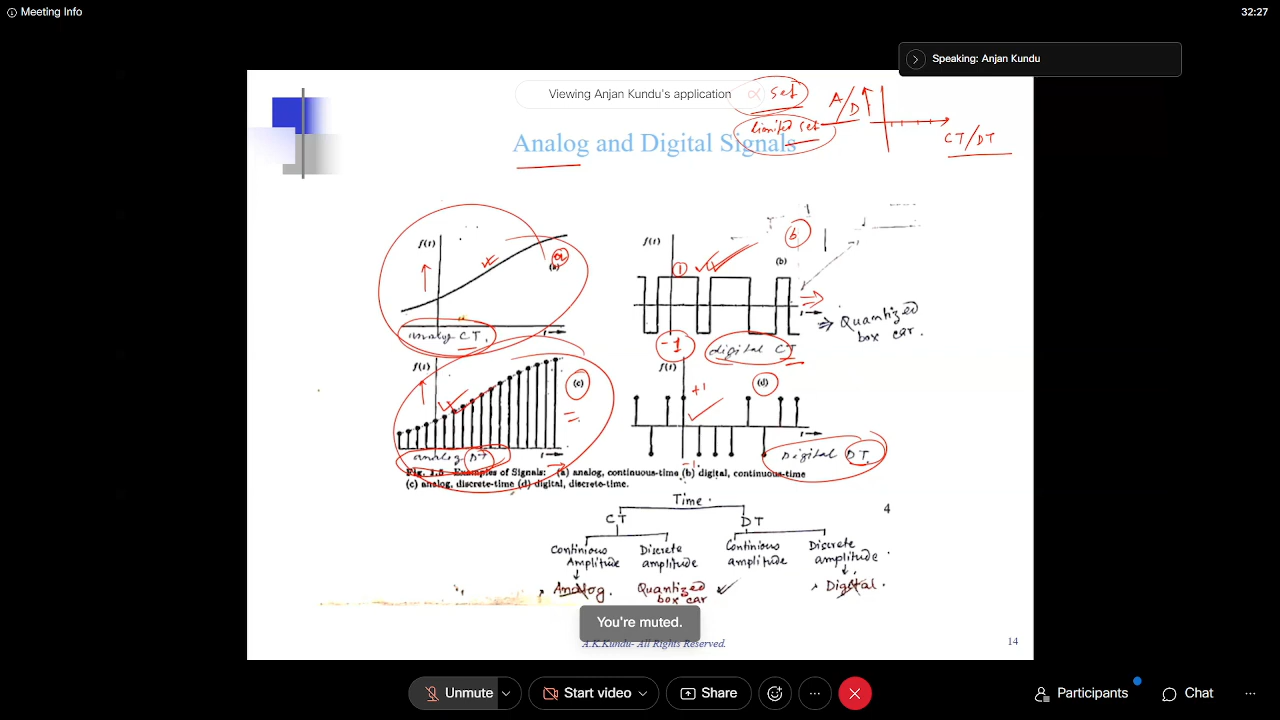 Meeting Info
32:27
Speaking: Anjan Kundu
Viewing Anjan Kundu's application
∝ set
limited set
A/D
CT/DT
Analog and Digital Signals
f(t)
(a)
analog CT.
t
f(t)
1
b
(b)
-1
digital CT
t
⇒ Quantized
box car.
f(t)
(c)
analog DT
t
f(t)
+1
(d)
-1
t
Digital DT
Fig. 1.5 Examples of Signals: (a) analog, continuous-time (b) digital, continuous-time
(c) analog, discrete-time (d) digital, discrete-time.
4
Time.
CT DT
Continious Discrete Continious Discrete
Amplitude amplitude amplitude amplitude
Analog. Quantized Digital.
box car
You're muted.
A.K.Kundu- All Rights Reserved.
14
Unmute
Start video
Share
Participants
Chat